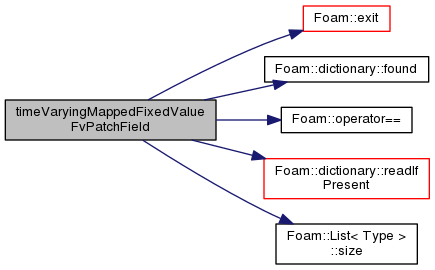 Foam::exit
Foam::dictionary::found
timeVaryingMappedFixedValue
FvPatchField
Foam::operator==
Foam::dictionary::readIf
Present
Foam::List< Type >
::size